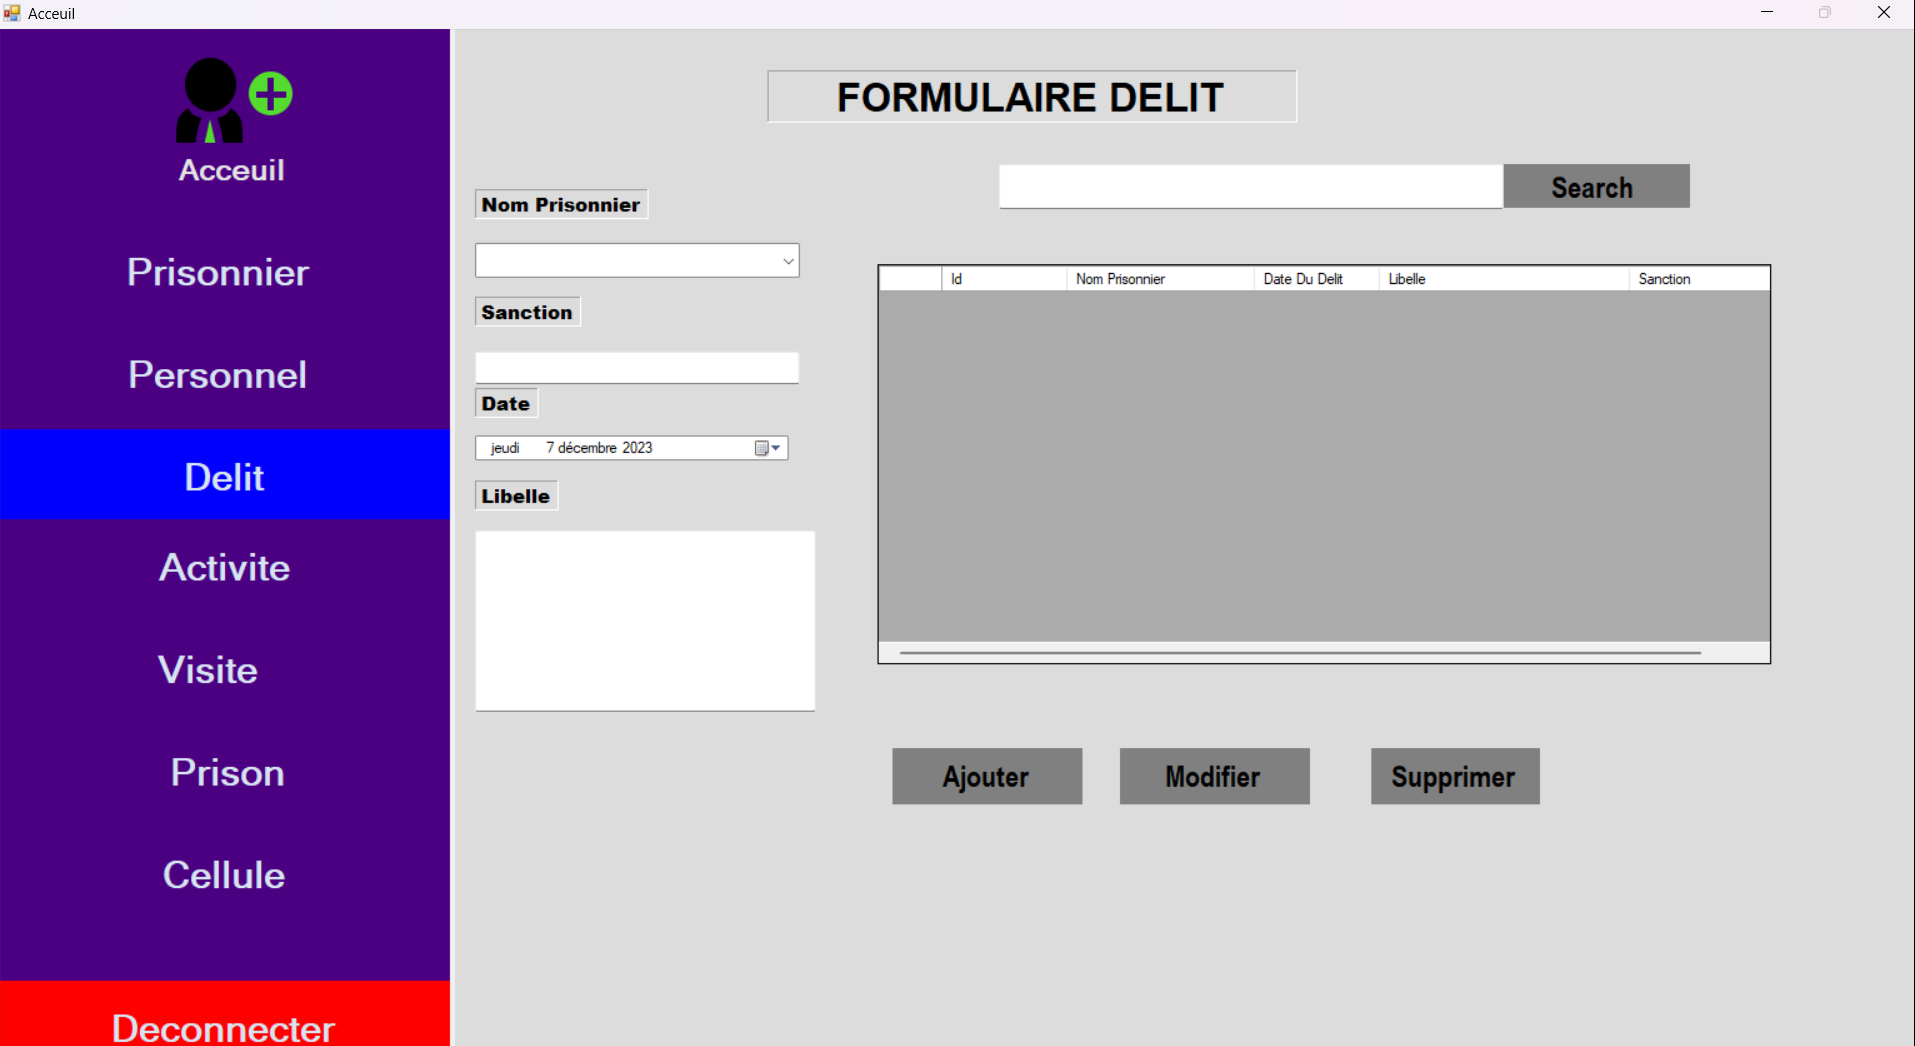 Acceuil
Acceuil
Prisonnier
Personnel
Delit
Activite
Visite
Prison
Cellule
Deconnecter
FORMULAIRE DELIT
Search
Nom Prisonnier
Sanction
Date
jeudi 7 décembre 2023
Libelle
Id Nom Prisonnier Date Du Delit Libelle Sanction
Ajouter Modifier Supprimer